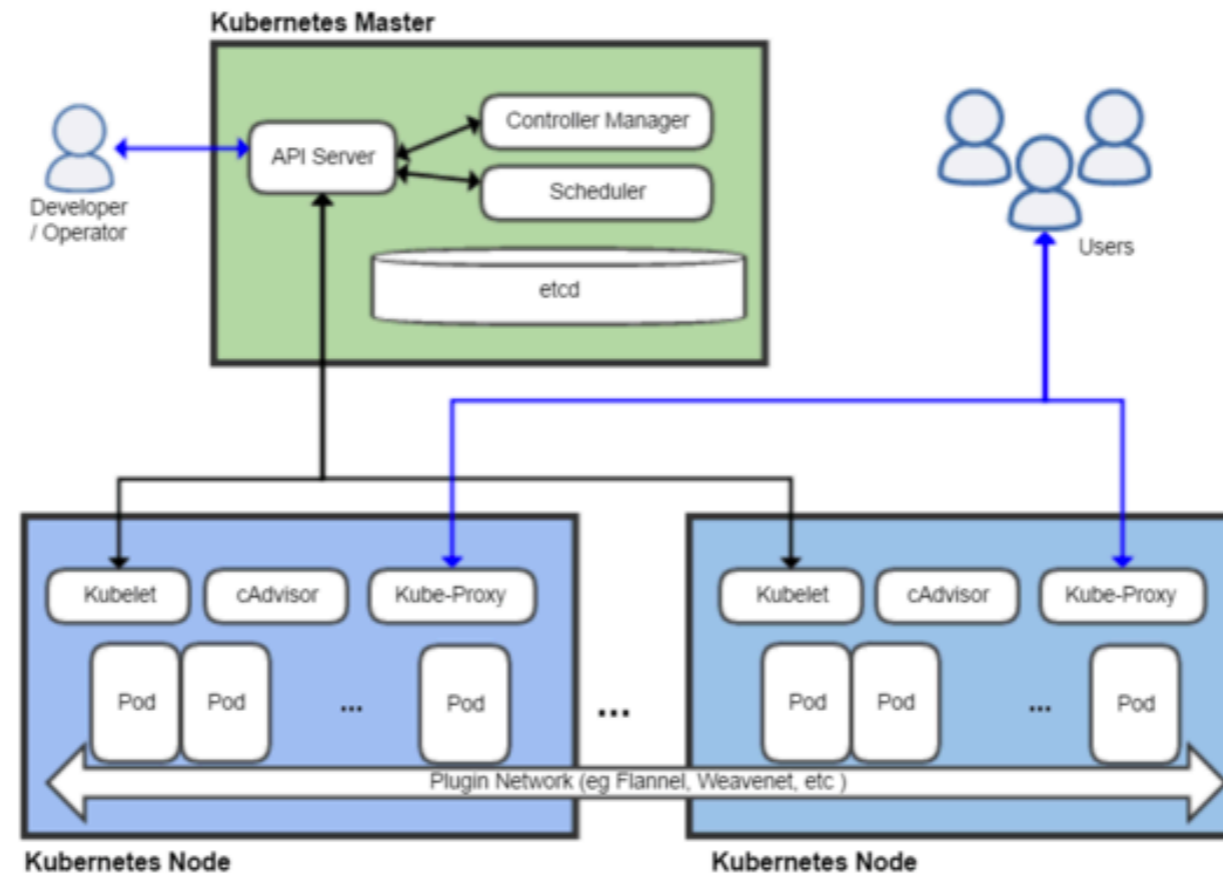 Kubernetes Master
API Server
Controller Manager
Scheduler
etcd
Developer
/ Operator
Users
Kubelet
cAdvisor
Kube-Proxy
Pod
Pod
...
Pod
...
Kubelet
cAdvisor
Kube-Proxy
Pod
Pod
...
Pod
Plugin Network (eg Flannel, Weavenet, etc )
Kubernetes Node
Kubernetes Node